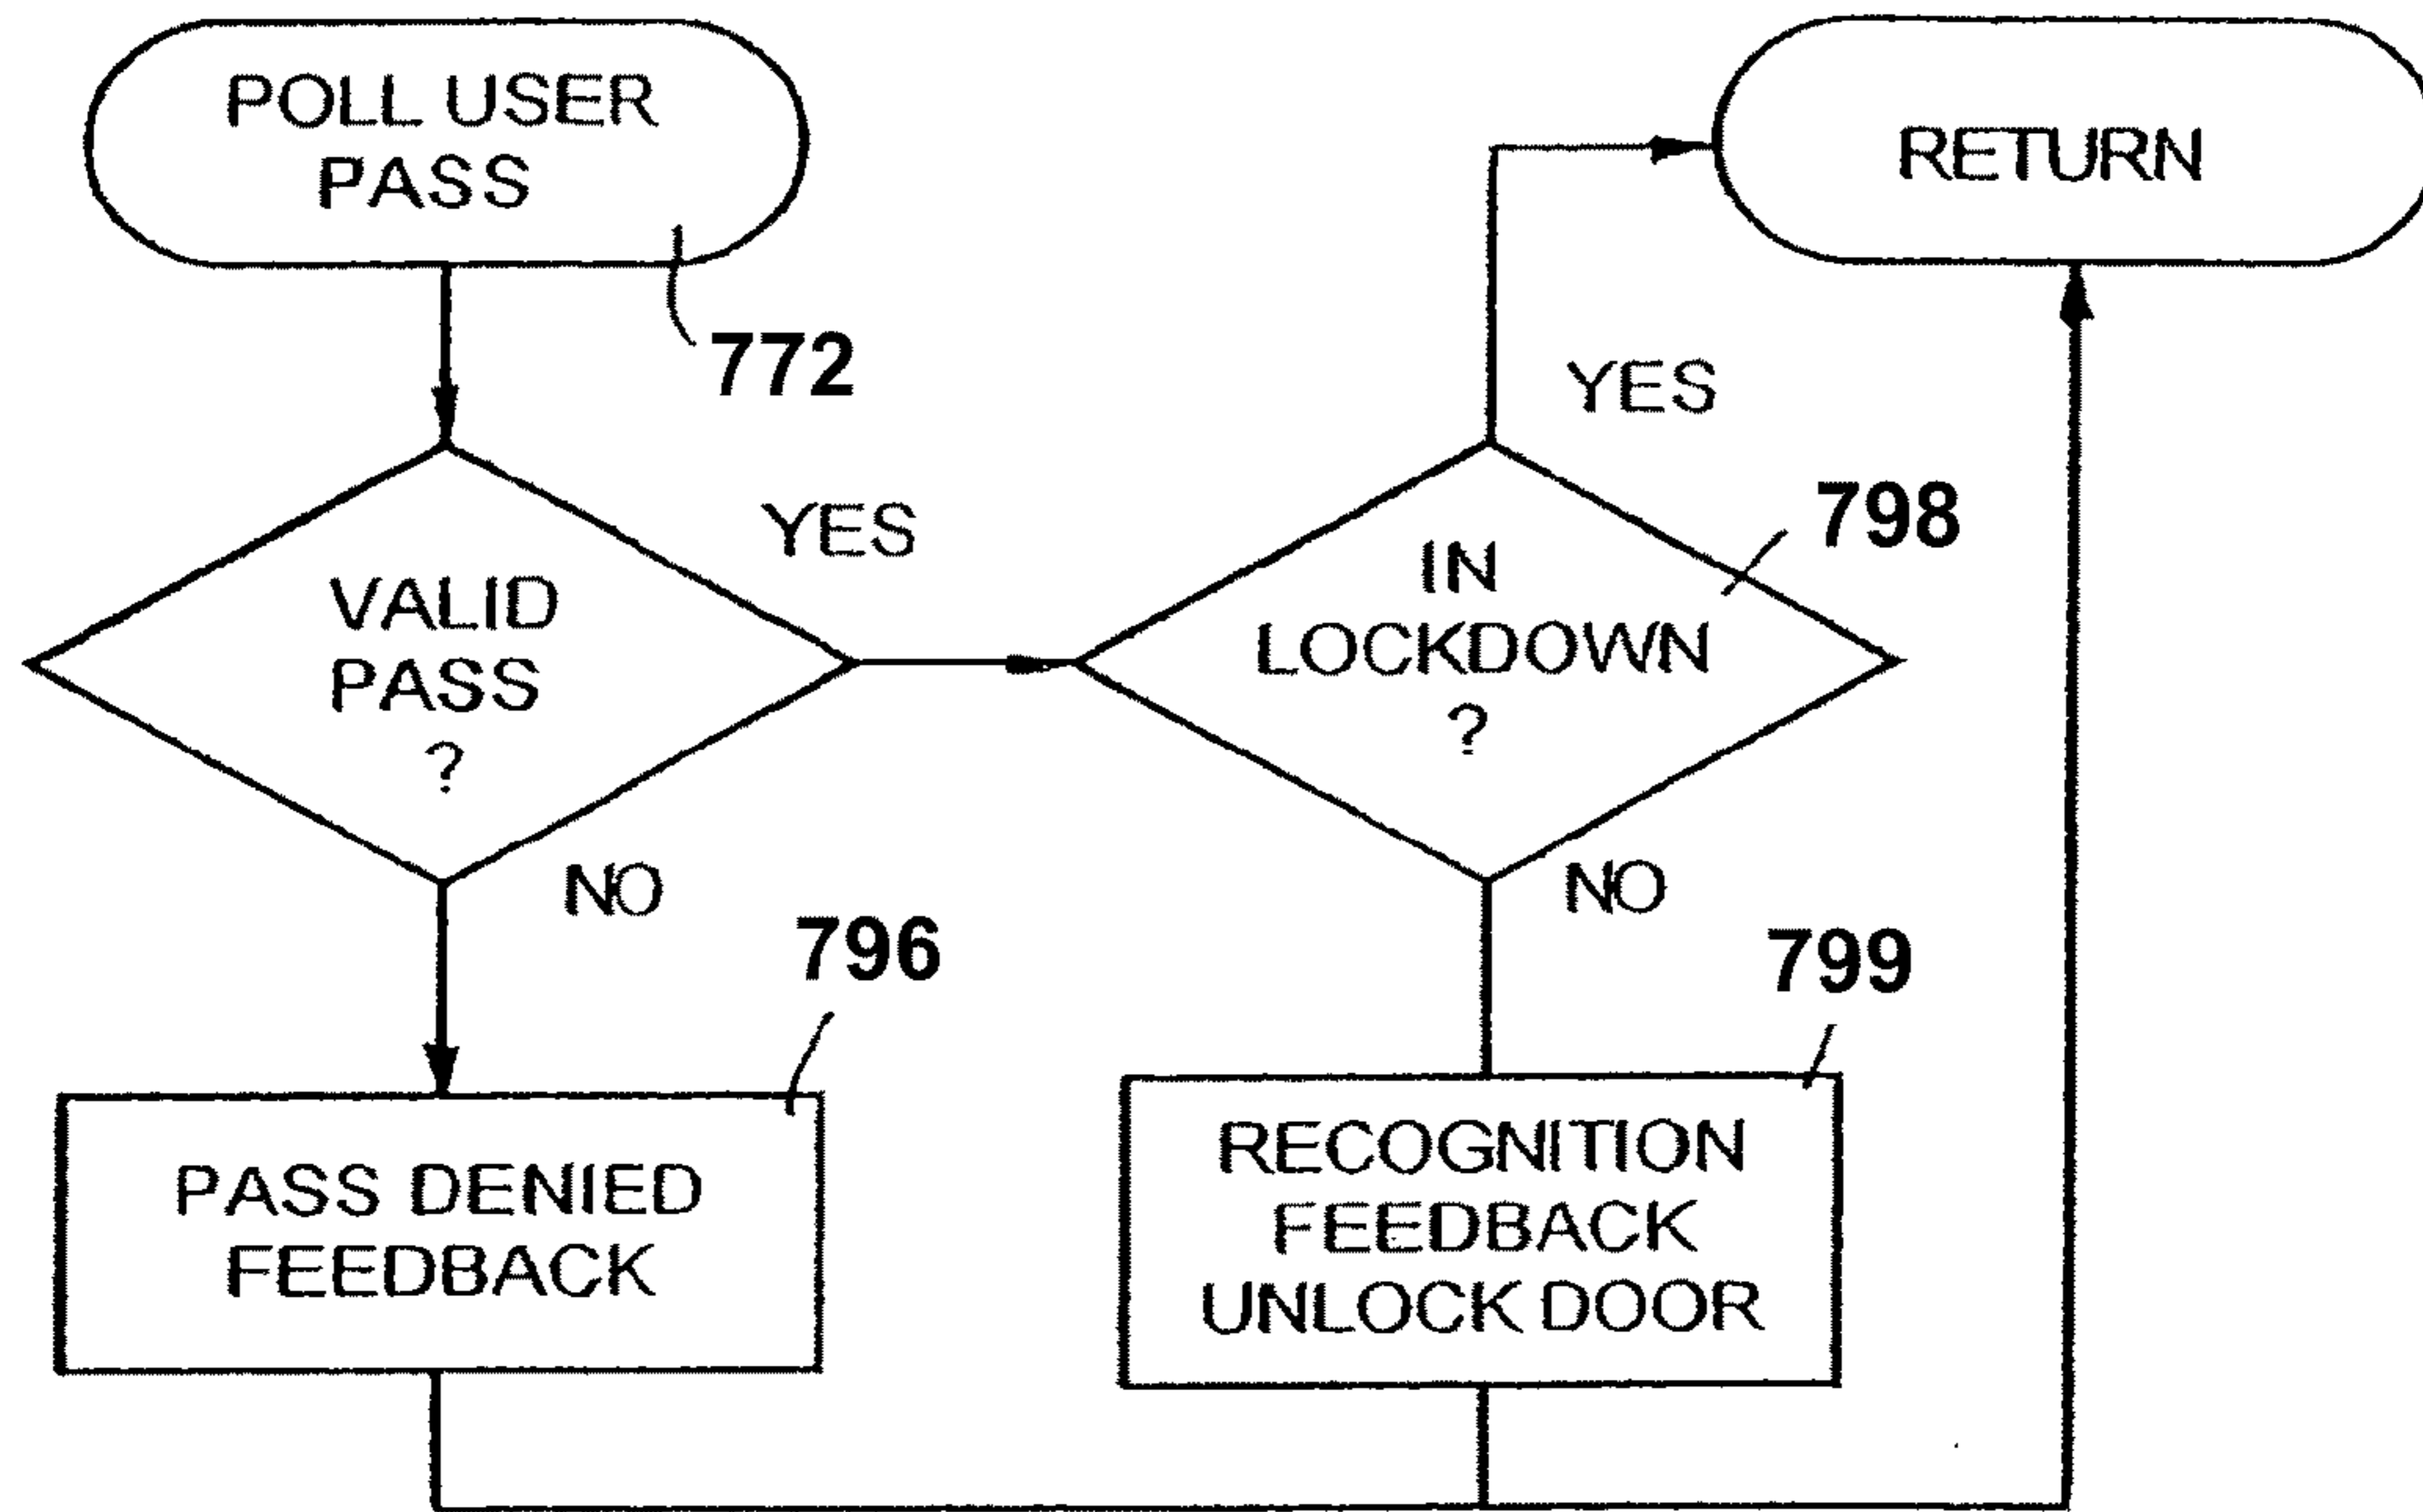 POLL USER
PASS
772
RETURN
VALID
PASS
?
YES
IN
LOCKDOWN
?
798
YES
NO
796
PASS DENIED
FEEDBACK
NO
799
RECOGNITION
FEEDBACK
UNLOCK DOOR